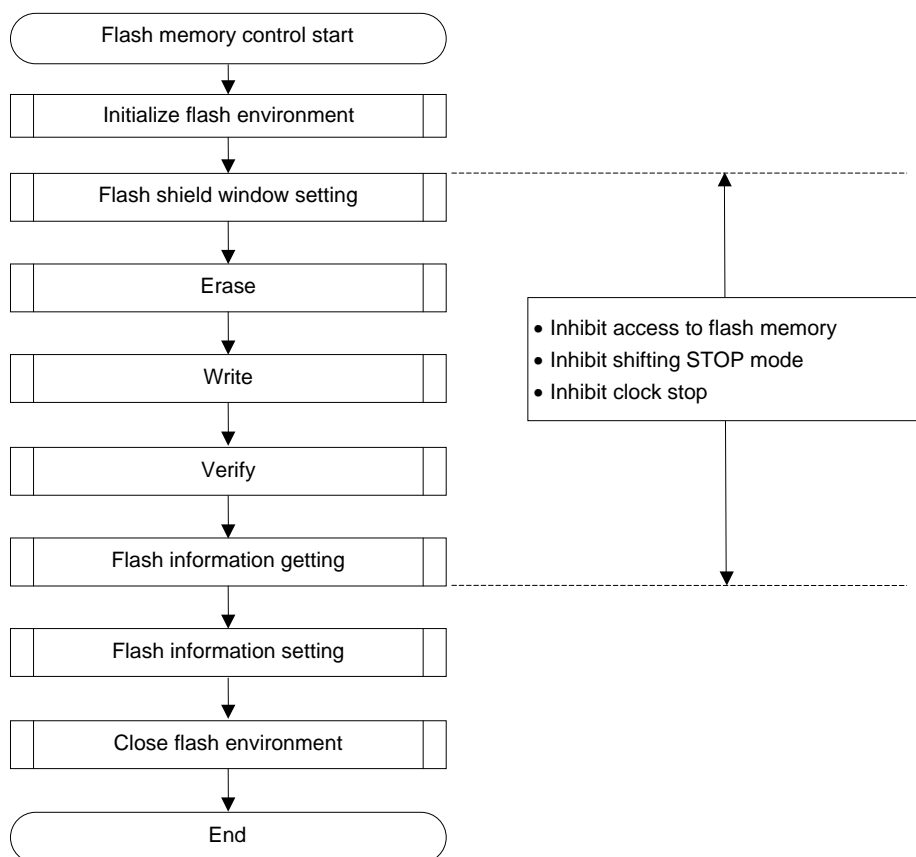 Flash memory control start
Initialize flash environment
Flash shield window setting
Erase
Write
Verify
Flash information getting
Flash information setting
Close flash environment
End
• Inhibit access to flash memory
• Inhibit shifting STOP mode
• Inhibit clock stop